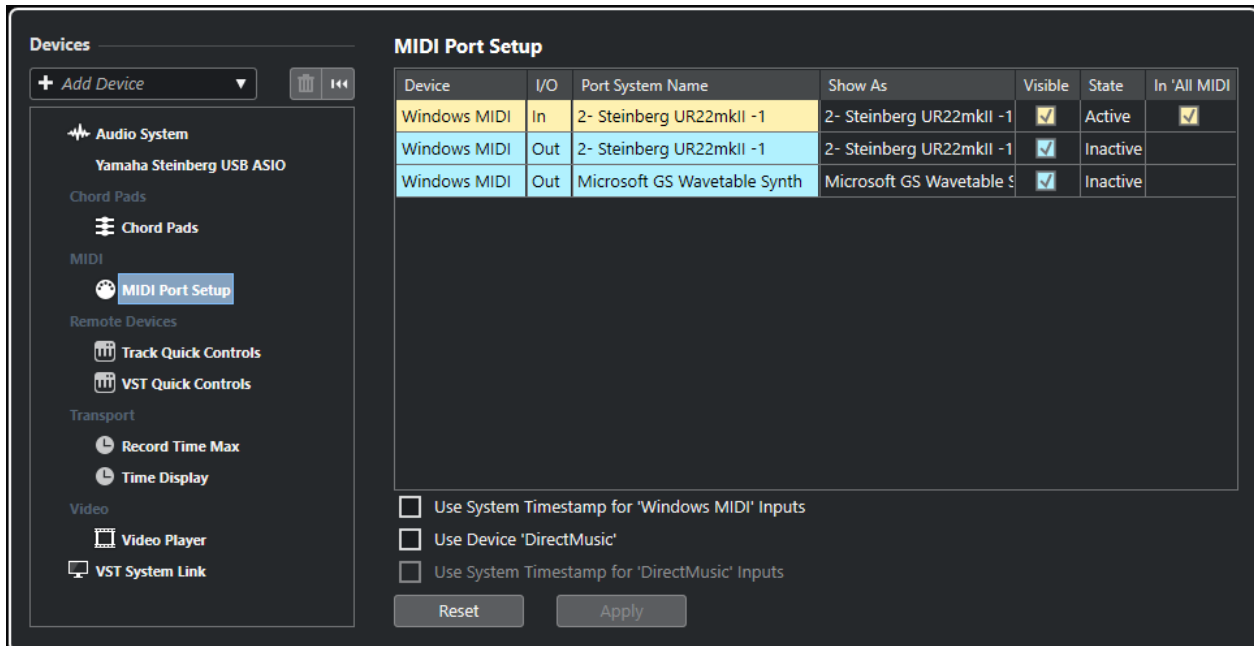 Devices
+ Add Device
Audio System
Yamaha Steinberg USB ASIO
Chord Pads
Chord Pads
MIDI
MIDI Port Setup
Remote Devices
Track Quick Controls
VST Quick Controls
Transport
Record Time Max
Time Display
Video
Video Player
VST System Link
MIDI Port Setup
Device I/O Port System Name Show As Visible State In 'All MIDI
Windows MIDI In 2- Steinberg UR22mkII -1 2- Steinberg UR22mkII -1 Active
Windows MIDI Out 2- Steinberg UR22mkII -1 2- Steinberg UR22mkII -1 Inactive
Windows MIDI Out Microsoft GS Wavetable Synth Microsoft GS Wavetable S Inactive
Use System Timestamp for 'Windows MIDI' Inputs
Use Device 'DirectMusic'
Use System Timestamp for 'DirectMusic' Inputs
Reset Apply